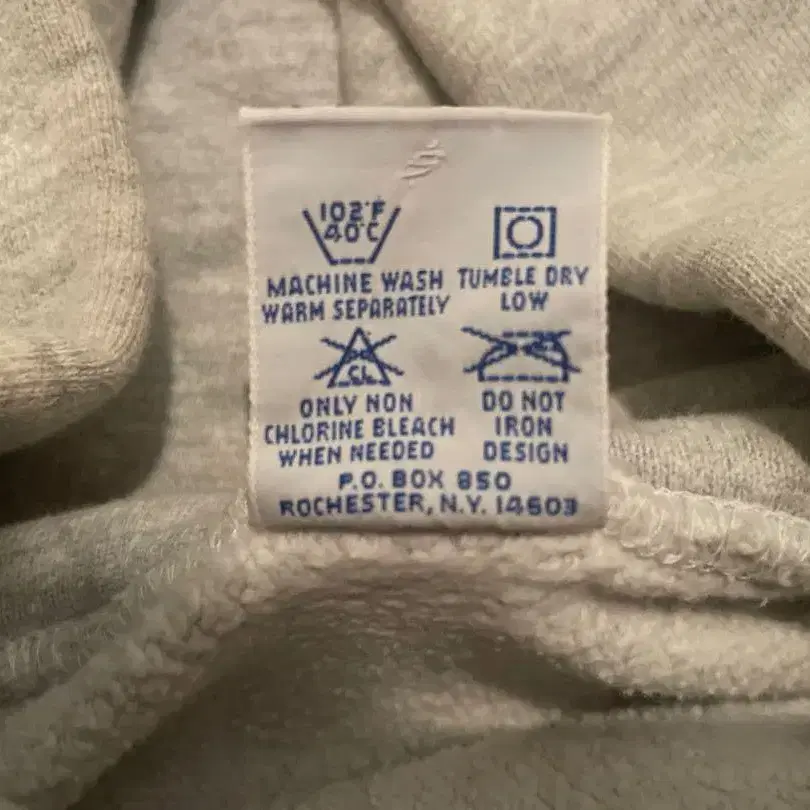 102°F
40°C
MACHINE WASH
WARM SEPARATELY
TUMBLE DRY
LOW
CL
ONLY NON
CHLORINE BLEACH
WHEN NEEDED
DO NOT
IRON
DESIGN
P.O. BOX 850
ROCHESTER, N.Y. 14603